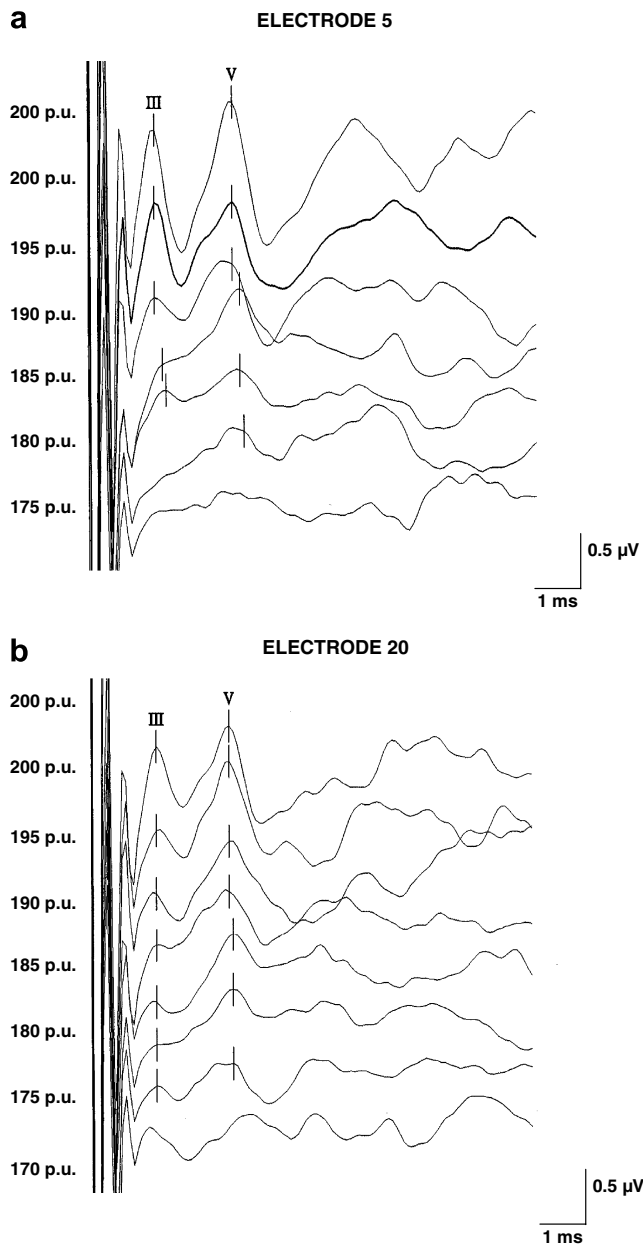 a
ELECTRODE 5
III V
200 p.u.
200 p.u.
195 p.u.
190 p.u.
185 p.u.
180 p.u.
175 p.u.
0.5 µV
1 ms
b
ELECTRODE 20
200 p.u.
III V
200 p.u.
195 p.u.
190 p.u.
185 p.u.
180 p.u.
175 p.u.
170 p.u.
0.5 µV
1 ms